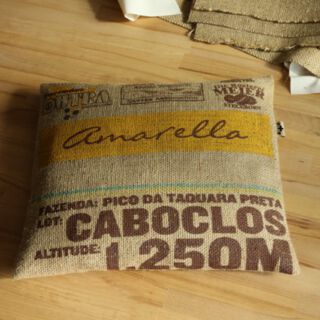 Amarella
FAZENDA: PICO DA TAQUARA PRETA
LOT: CABOCLOS
ALTITUDE: 1.250M